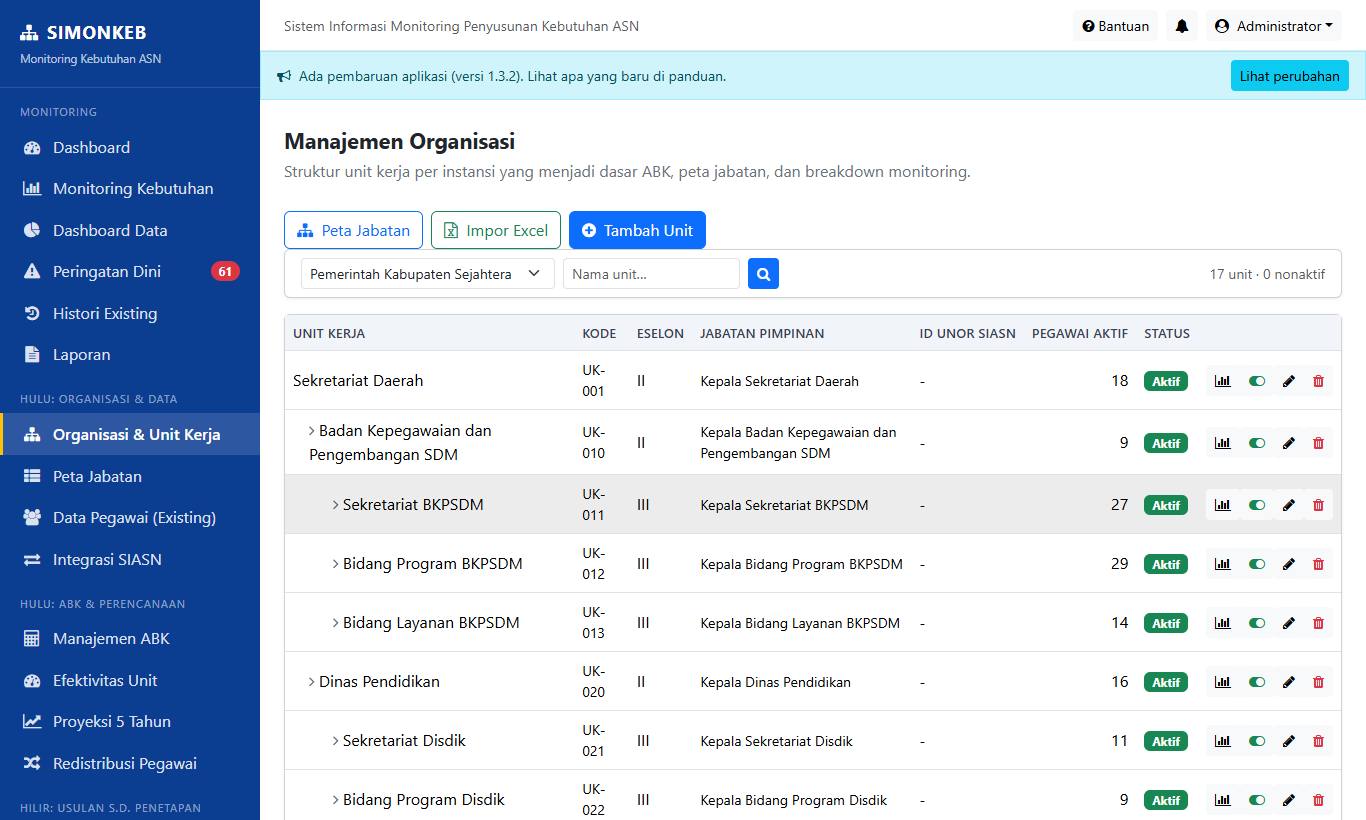 SIMONKEB
Monitoring Kebutuhan ASN
MONITORING
Dashboard
Monitoring Kebutuhan
Dashboard Data
Peringatan Dini 61
Histori Existing
Laporan
HULU: ORGANISASI & DATA
Organisasi & Unit Kerja
Peta Jabatan
Data Pegawai (Existing)
Integrasi SIASN
HULU: ABK & PERENCANAAN
Manajemen ABK
Efektivitas Unit
Proyeksi 5 Tahun
Redistribusi Pegawai
HILIR: USULAN S.D. PENETAPAN
Sistem Informasi Monitoring Penyusunan Kebutuhan ASN Bantuan Administrator
Ada pembaruan aplikasi (versi 1.3.2). Lihat apa yang baru di panduan. Lihat perubahan
Manajemen Organisasi
Struktur unit kerja per instansi yang menjadi dasar ABK, peta jabatan, dan breakdown monitoring.
Peta Jabatan Impor Excel Tambah Unit
Pemerintah Kabupaten Sejahtera Nama unit... 17 unit · 0 nonaktif
UNIT KERJA KODE ESELON JABATAN PIMPINAN ID UNOR SIASN PEGAWAI AKTIF STATUS
Sekretariat Daerah UK-001 II Kepala Sekretariat Daerah - 18 Aktif
Badan Kepegawaian dan Pengembangan SDM UK-010 II Kepala Badan Kepegawaian dan Pengembangan SDM - 9 Aktif
Sekretariat BKPSDM UK-011 III Kepala Sekretariat BKPSDM - 27 Aktif
Bidang Program BKPSDM UK-012 III Kepala Bidang Program BKPSDM - 29 Aktif
Bidang Layanan BKPSDM UK-013 III Kepala Bidang Layanan BKPSDM - 14 Aktif
Dinas Pendidikan UK-020 II Kepala Dinas Pendidikan - 16 Aktif
Sekretariat Disdik UK-021 III Kepala Sekretariat Disdik - 11 Aktif
Bidang Program Disdik UK-022 III Kepala Bidang Program Disdik - 9 Aktif